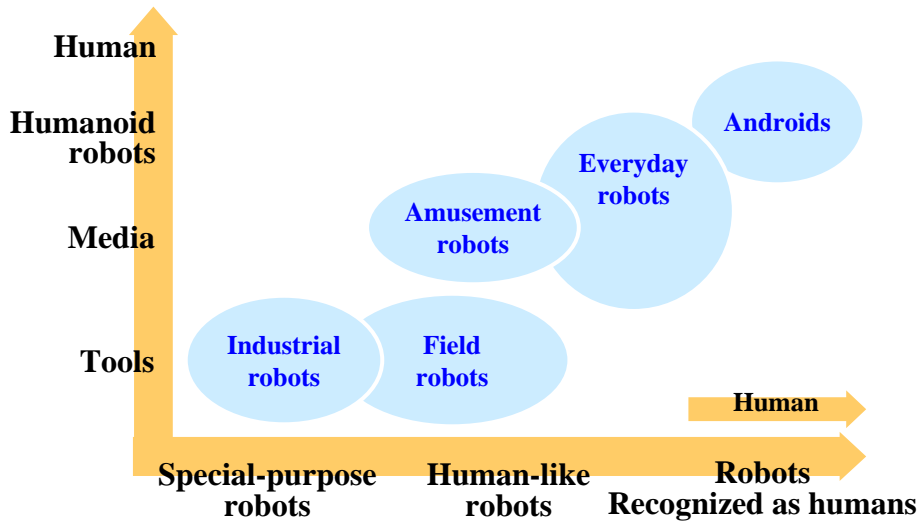 Human
Humanoid
robots
Media
Tools
Androids
Everyday
robots
Amusement
robots
Industrial
robots
Field
robots
Human
Special-purpose
robots
Human-like
robots
Robots
Recognized as humans